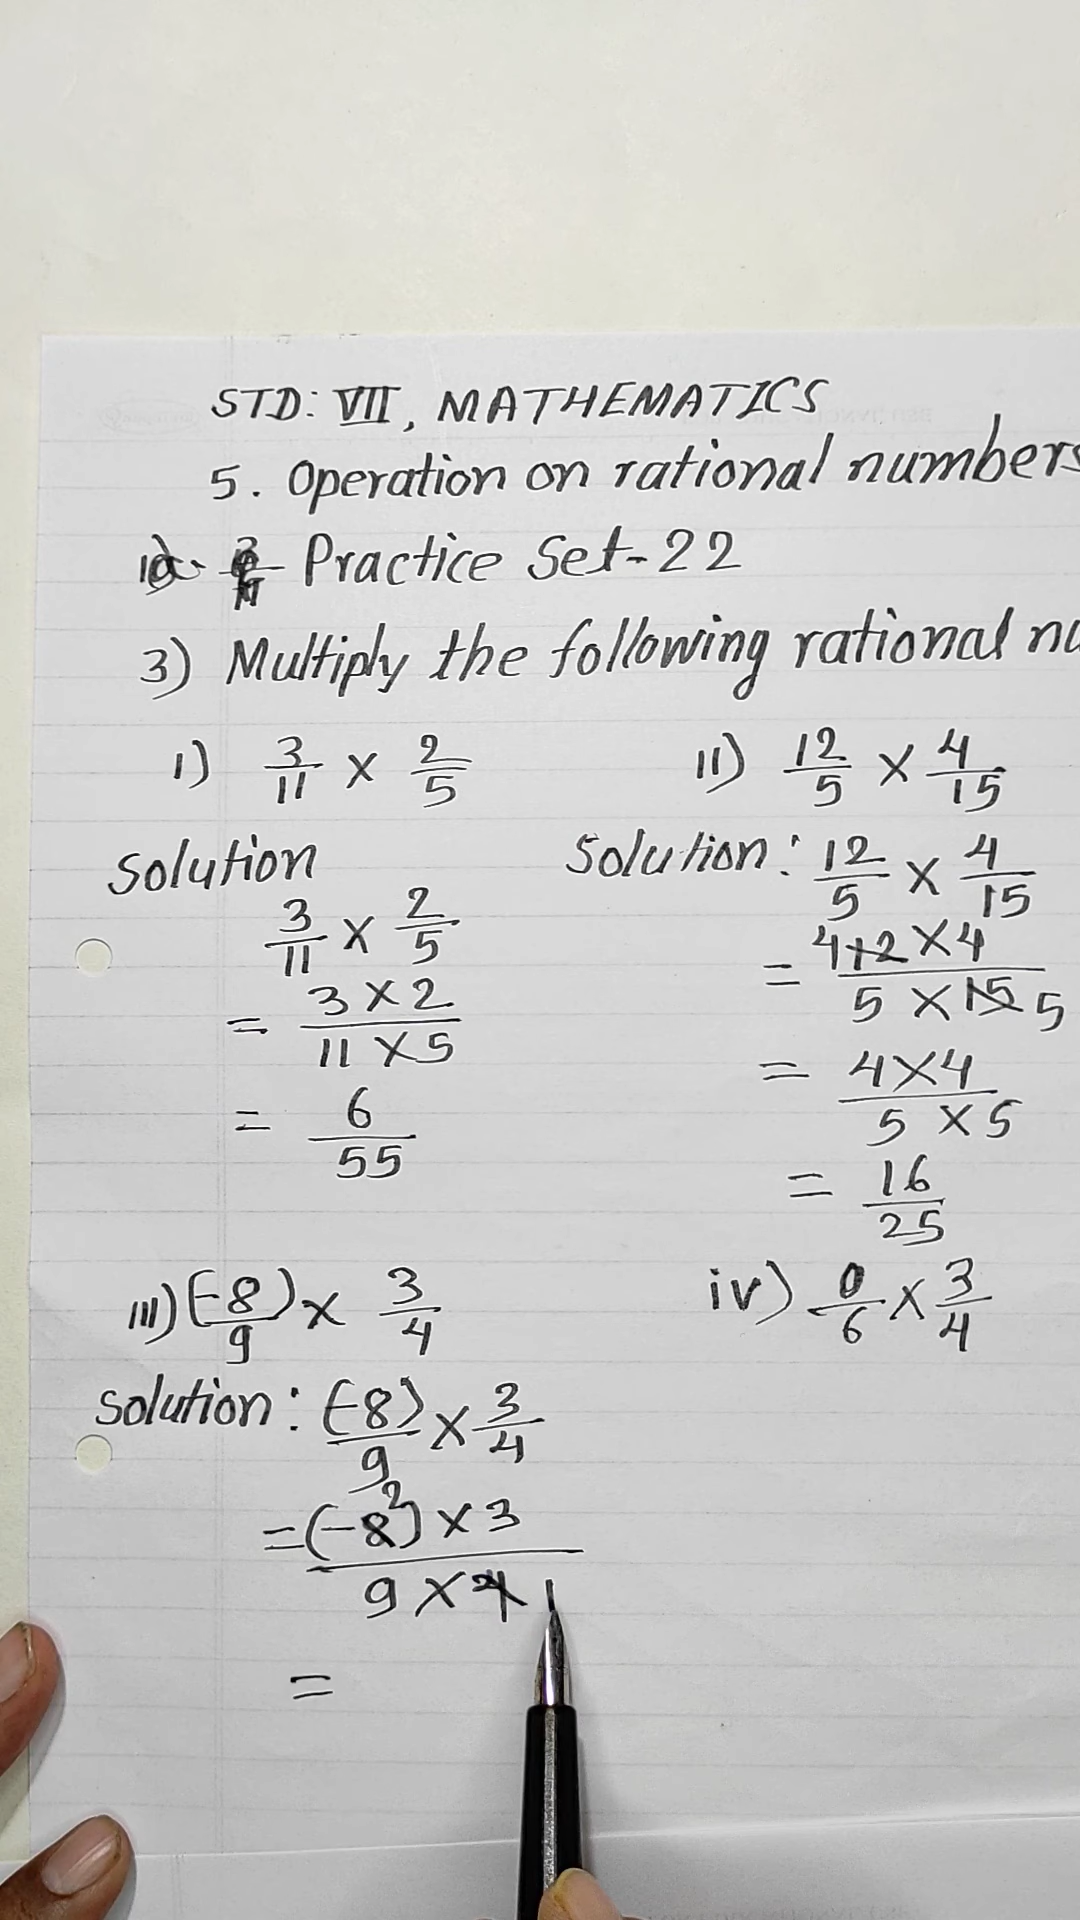 STD: VII, MATHEMATICS
5. Operation on rational numbers
Practice Set-22
3) Multiply the following rational nu
i) 3/11 × 2/5
ii) 12/5 × 4/15
Solution
3/11 × 2/5
= 3 × 2 / 11 × 5
= 6/55
Solution: 12/5 × 4/15
= 4 12 × 4 / 5 × 15 5
= 4 × 4 / 5 × 5
= 16/25
iii) (-8)/9 × 3/4
iv) 0/6 × 3/4
Solution: (-8)/9 × 3/4
= (-8 2) × 3 / 9 × 4 1
=